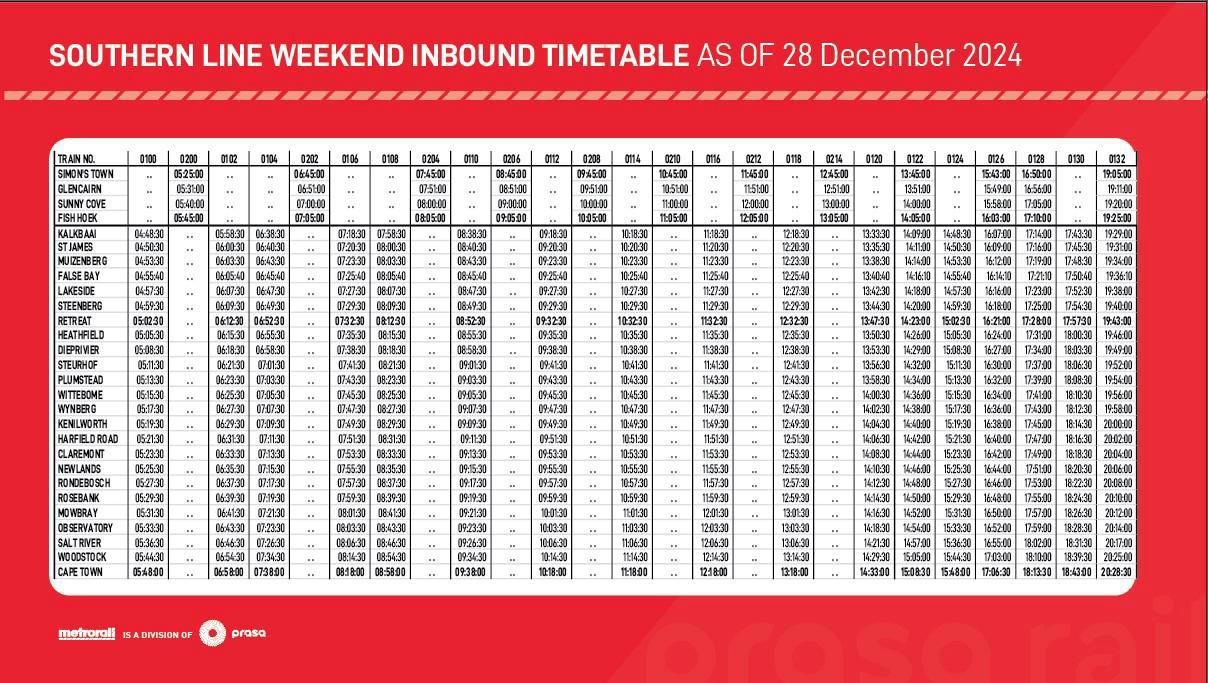 SOUTHERN LINE WEEKEND INBOUND TIMETABLE AS OF 28 December 2024
TRAIN NO. 0100 0200 0102 0104 0202 0106 0108 0204 0110 0206 0112 0208 0114 0210 0116 0212 0118 0214 0120 0122 0124 0126 0128 0130 0132
SIMON'S TOWN .. 05:25:00 .. .. 06:45:00 .. .. 07:45:00 .. 08:45:00 .. 09:45:00 .. 10:45:00 .. 11:45:00 .. 12:45:00 .. 13:45:00 .. 15:43:00 16:50:00 .. 19:05:00
GLENCAIRN .. 05:31:00 .. .. 06:51:00 .. .. 07:51:00 .. 08:51:00 .. 09:51:00 .. 10:51:00 .. 11:51:00 .. 12:51:00 .. 13:51:00 .. 15:49:00 16:56:00 .. 19:11:00
SUNNY COVE .. 05:40:00 .. .. 07:00:00 .. .. 08:00:00 .. 09:00:00 .. 10:00:00 .. 11:00:00 .. 12:00:00 .. 13:00:00 .. 14:00:00 .. 15:58:00 17:05:00 .. 19:20:00
FISH HOEK .. 05:45:00 .. .. 07:05:00 .. .. 08:05:00 .. 09:05:00 .. 10:05:00 .. 11:05:00 .. 12:05:00 .. 13:05:00 .. 14:05:00 .. 16:03:00 17:10:00 .. 19:25:00
KALKBAAI 04:48:30 .. 05:58:30 06:38:30 .. 07:18:30 07:58:30 .. 08:38:30 .. 09:18:30 .. 10:18:30 .. 11:18:30 .. 12:18:30 .. 13:33:30 14:09:00 14:48:30 16:07:00 17:14:00 17:43:30 19:29:00
ST JAMES 04:50:30 .. 06:00:30 06:40:30 .. 07:20:30 08:00:30 .. 08:40:30 .. 09:20:30 .. 10:20:30 .. 11:20:30 .. 12:20:30 .. 13:35:30 14:11:00 14:50:30 16:09:00 17:16:00 17:45:30 19:31:00
MUIZENBERG 04:53:30 .. 06:03:30 06:43:30 .. 07:23:30 08:03:30 .. 08:43:30 .. 09:23:30 .. 10:23:30 .. 11:23:30 .. 12:23:30 .. 13:38:30 14:14:00 14:53:30 16:12:00 17:19:00 17:48:30 19:34:00
FALSE BAY 04:55:40 .. 06:05:40 06:45:40 .. 07:25:40 08:05:40 .. 08:45:40 .. 09:25:40 .. 10:25:40 .. 11:25:40 .. 12:25:40 .. 13:40:40 14:16:10 14:55:40 16:14:10 17:21:10 17:50:40 19:36:10
LAKESIDE 04:57:30 .. 06:07:30 06:47:30 .. 07:27:30 08:07:30 .. 08:47:30 .. 09:27:30 .. 10:27:30 .. 11:27:30 .. 12:27:30 .. 13:42:30 14:18:00 14:57:30 16:16:00 17:23:00 17:52:30 19:38:00
STEENBERG 04:59:30 .. 06:09:30 06:49:30 .. 07:29:30 08:09:30 .. 08:49:30 .. 09:29:30 .. 10:29:30 .. 11:29:30 .. 12:29:30 .. 13:44:30 14:20:00 14:59:30 16:18:00 17:25:00 17:54:30 19:40:00
RETREAT 05:02:30 .. 06:12:30 06:52:30 .. 07:32:30 08:12:30 .. 08:52:30 .. 09:32:30 .. 10:32:30 .. 11:32:30 .. 12:32:30 .. 13:47:30 14:23:00 15:02:30 16:21:00 17:28:00 17:57:30 19:43:00
HEATHFIELD 05:05:30 .. 06:15:30 06:55:30 .. 07:35:30 08:15:30 .. 08:55:30 .. 09:35:30 .. 10:35:30 .. 11:35:30 .. 12:35:30 .. 13:50:30 14:26:00 15:05:30 16:24:00 17:31:00 18:00:30 19:46:00
DIEPRIVIER 05:08:30 .. 06:18:30 06:58:30 .. 07:38:30 08:18:30 .. 08:58:30 .. 09:38:30 .. 10:38:30 .. 11:38:30 .. 12:38:30 .. 13:53:30 14:29:00 15:08:30 16:27:00 17:34:00 18:03:30 19:49:00
STEURHOF 05:11:30 .. 06:21:30 07:01:30 .. 07:41:30 08:21:30 .. 09:01:30 .. 09:41:30 .. 10:41:30 .. 11:41:30 .. 12:41:30 .. 13:56:30 14:32:00 15:11:30 16:30:00 17:37:00 18:06:30 19:52:00
PLUMSTEAD 05:13:30 .. 06:23:30 07:03:30 .. 07:43:30 08:23:30 .. 09:03:30 .. 09:43:30 .. 10:43:30 .. 11:43:30 .. 12:43:30 .. 13:58:30 14:34:00 15:13:30 16:32:00 17:39:00 18:08:30 19:54:00
WITTEBOME 05:15:30 .. 06:25:30 07:05:30 .. 07:45:30 08:25:30 .. 09:05:30 .. 09:45:30 .. 10:45:30 .. 11:45:30 .. 12:45:30 .. 14:00:30 14:36:00 15:15:30 16:34:00 17:41:00 18:10:30 19:56:00
WYNBERG 05:17:30 .. 06:27:30 07:07:30 .. 07:47:30 08:27:30 .. 09:07:30 .. 09:47:30 .. 10:47:30 .. 11:47:30 .. 12:47:30 .. 14:02:30 14:38:00 15:17:30 16:36:00 17:43:00 18:12:30 19:58:00
KENILWORTH 05:19:30 .. 06:29:30 07:09:30 .. 07:49:30 08:29:30 .. 09:09:30 .. 09:49:30 .. 10:49:30 .. 11:49:30 .. 12:49:30 .. 14:04:30 14:40:00 15:19:30 16:38:00 17:45:00 18:14:30 20:00:00
HARFIELD ROAD 05:21:30 .. 06:31:30 07:11:30 .. 07:51:30 08:31:30 .. 09:11:30 .. 09:51:30 .. 10:51:30 .. 11:51:30 .. 12:51:30 .. 14:06:30 14:42:00 15:21:30 16:40:00 17:47:00 18:16:30 20:02:00
CLAREMONT 05:23:30 .. 06:33:30 07:13:30 .. 07:53:30 08:33:30 .. 09:13:30 .. 09:53:30 .. 10:53:30 .. 11:53:30 .. 12:53:30 .. 14:08:30 14:44:00 15:23:30 16:42:00 17:49:00 18:18:30 20:04:00
NEWLANDS 05:25:30 .. 06:35:30 07:15:30 .. 07:55:30 08:35:30 .. 09:15:30 .. 09:55:30 .. 10:55:30 .. 11:55:30 .. 12:55:30 .. 14:10:30 14:46:00 15:25:30 16:44:00 17:51:00 18:20:30 20:06:00
RONDEBOSCH 05:27:30 .. 06:37:30 07:17:30 .. 07:57:30 08:37:30 .. 09:17:30 .. 09:57:30 .. 10:57:30 .. 11:57:30 .. 12:57:30 .. 14:12:30 14:48:00 15:27:30 16:46:00 17:53:00 18:22:30 20:08:00
ROSEBANK 05:29:30 .. 06:39:30 07:19:30 .. 07:59:30 08:39:30 .. 09:19:30 .. 09:59:30 .. 10:59:30 .. 11:59:30 .. 12:59:30 .. 14:14:30 14:50:00 15:29:30 16:48:00 17:55:00 18:24:30 20:10:00
MOWBRAY 05:31:30 .. 06:41:30 07:21:30 .. 08:01:30 08:41:30 .. 09:21:30 .. 10:01:30 .. 11:01:30 .. 12:01:30 .. 13:01:30 .. 14:16:30 14:52:00 15:31:30 16:50:00 17:57:00 18:26:30 20:12:00
OBSERVATORY 05:33:30 .. 06:43:30 07:23:30 .. 08:03:30 08:43:30 .. 09:23:30 .. 10:03:30 .. 11:03:30 .. 12:03:30 .. 13:03:30 .. 14:18:30 14:54:00 15:33:30 16:52:00 17:59:00 18:28:30 20:14:00
SALT RIVER 05:36:30 .. 06:46:30 07:26:30 .. 08:06:30 08:46:30 .. 09:26:30 .. 10:06:30 .. 11:06:30 .. 12:06:30 .. 13:06:30 .. 14:21:30 14:57:00 15:36:30 16:55:00 18:02:00 18:31:30 20:17:00
WOODSTOCK 05:44:30 .. 06:54:30 07:34:30 .. 08:14:30 08:54:30 .. 09:34:30 .. 10:14:30 .. 11:14:30 .. 12:14:30 .. 13:14:30 .. 14:29:30 15:05:00 15:44:30 17:03:00 18:10:00 18:39:30 20:25:00
CAPE TOWN 05:48:00 .. 06:58:00 07:38:00 .. 08:18:00 08:58:00 .. 09:38:00 .. 10:18:00 .. 11:18:00 .. 12:18:00 .. 13:18:00 .. 14:33:00 15:08:30 15:48:00 17:06:30 18:13:30 18:43:00 20:28:30
metrorail IS A DIVISION OF prasa
prasa rail